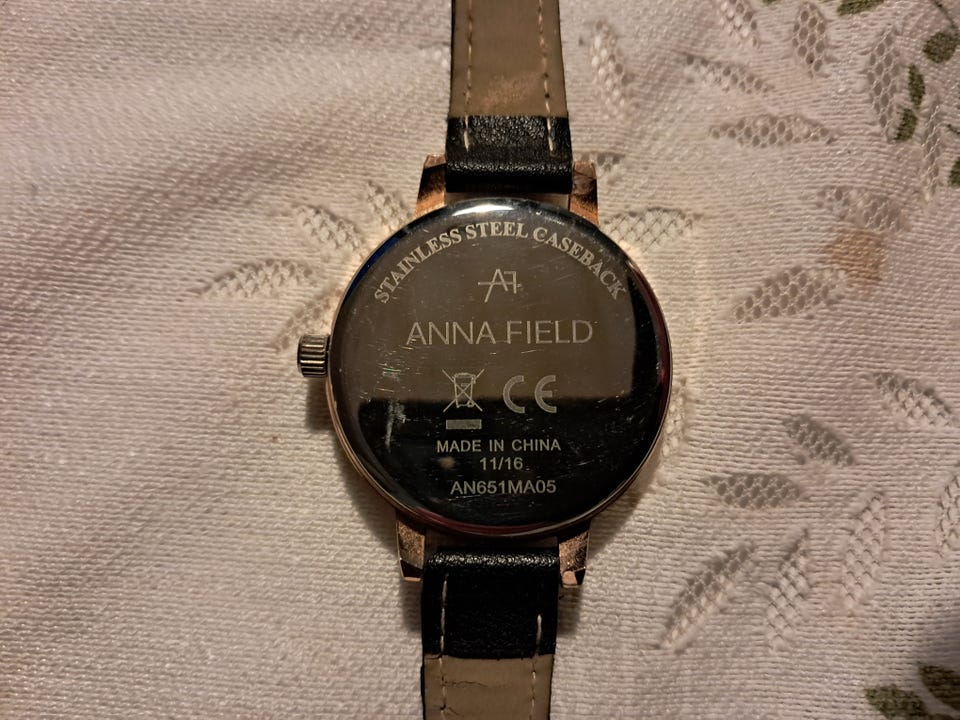 STAINLESS STEEL CASEBACK
AF
ANNA FIELD
CE
MADE IN CHINA
11/16
AN651MA05